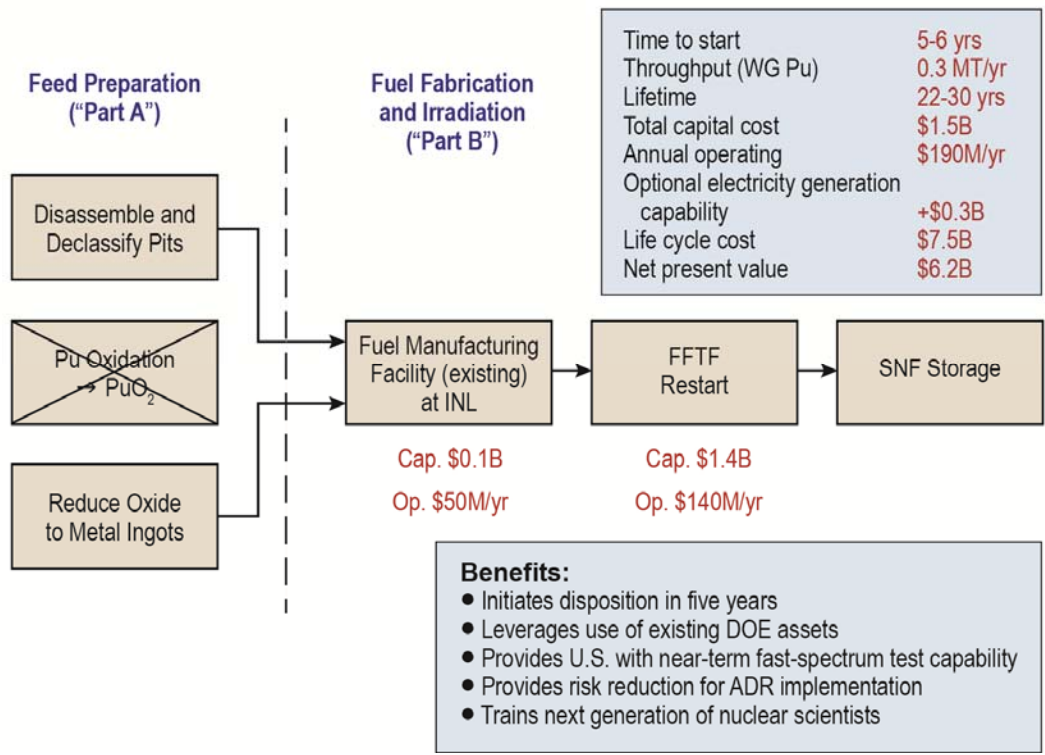 Feed Preparation
(“Part A”)
Fuel Fabrication
and Irradiation
(“Part B”)
Time to start 5-6 yrs
Throughput (WG Pu) 0.3 MT/yr
Lifetime 22-30 yrs
Total capital cost $1.5B
Annual operating $190M/yr
Optional electricity generation
capability +$0.3B
Life cycle cost $7.5B
Net present value $6.2B
Disassemble and
Declassify Pits
Pu Oxidation
→ PuO₂
Reduce Oxide
to Metal Ingots
Fuel Manufacturing
Facility (existing)
at INL
Cap. $0.1B
Op. $50M/yr
FFTF
Restart
Cap. $1.4B
Op. $140M/yr
SNF Storage
Benefits:
● Initiates disposition in five years
● Leverages use of existing DOE assets
● Provides U.S. with near-term fast-spectrum test capability
● Provides risk reduction for ADR implementation
● Trains next generation of nuclear scientists